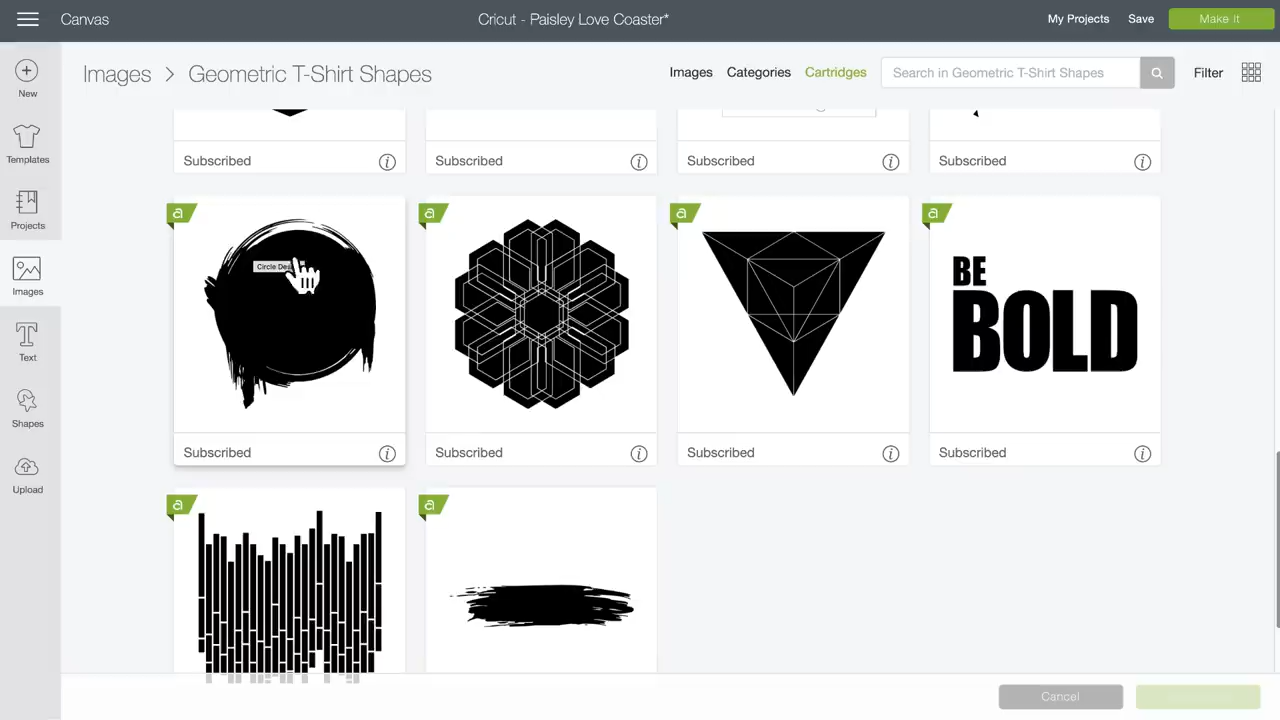 Canvas
Cricut - Paisley Love Coaster*
My Projects
Save
Make It
New
Templates
Projects
Images
Text
Shapes
Upload
Images > Geometric T-Shirt Shapes
Images
Categories
Cartridges
Search in Geometric T-Shirt Shapes
Filter
Subscribed
Subscribed
Subscribed
Subscribed
a
a
a
a
Circle
BE
BOLD
Subscribed
Subscribed
Subscribed
Subscribed
a
a
Cancel